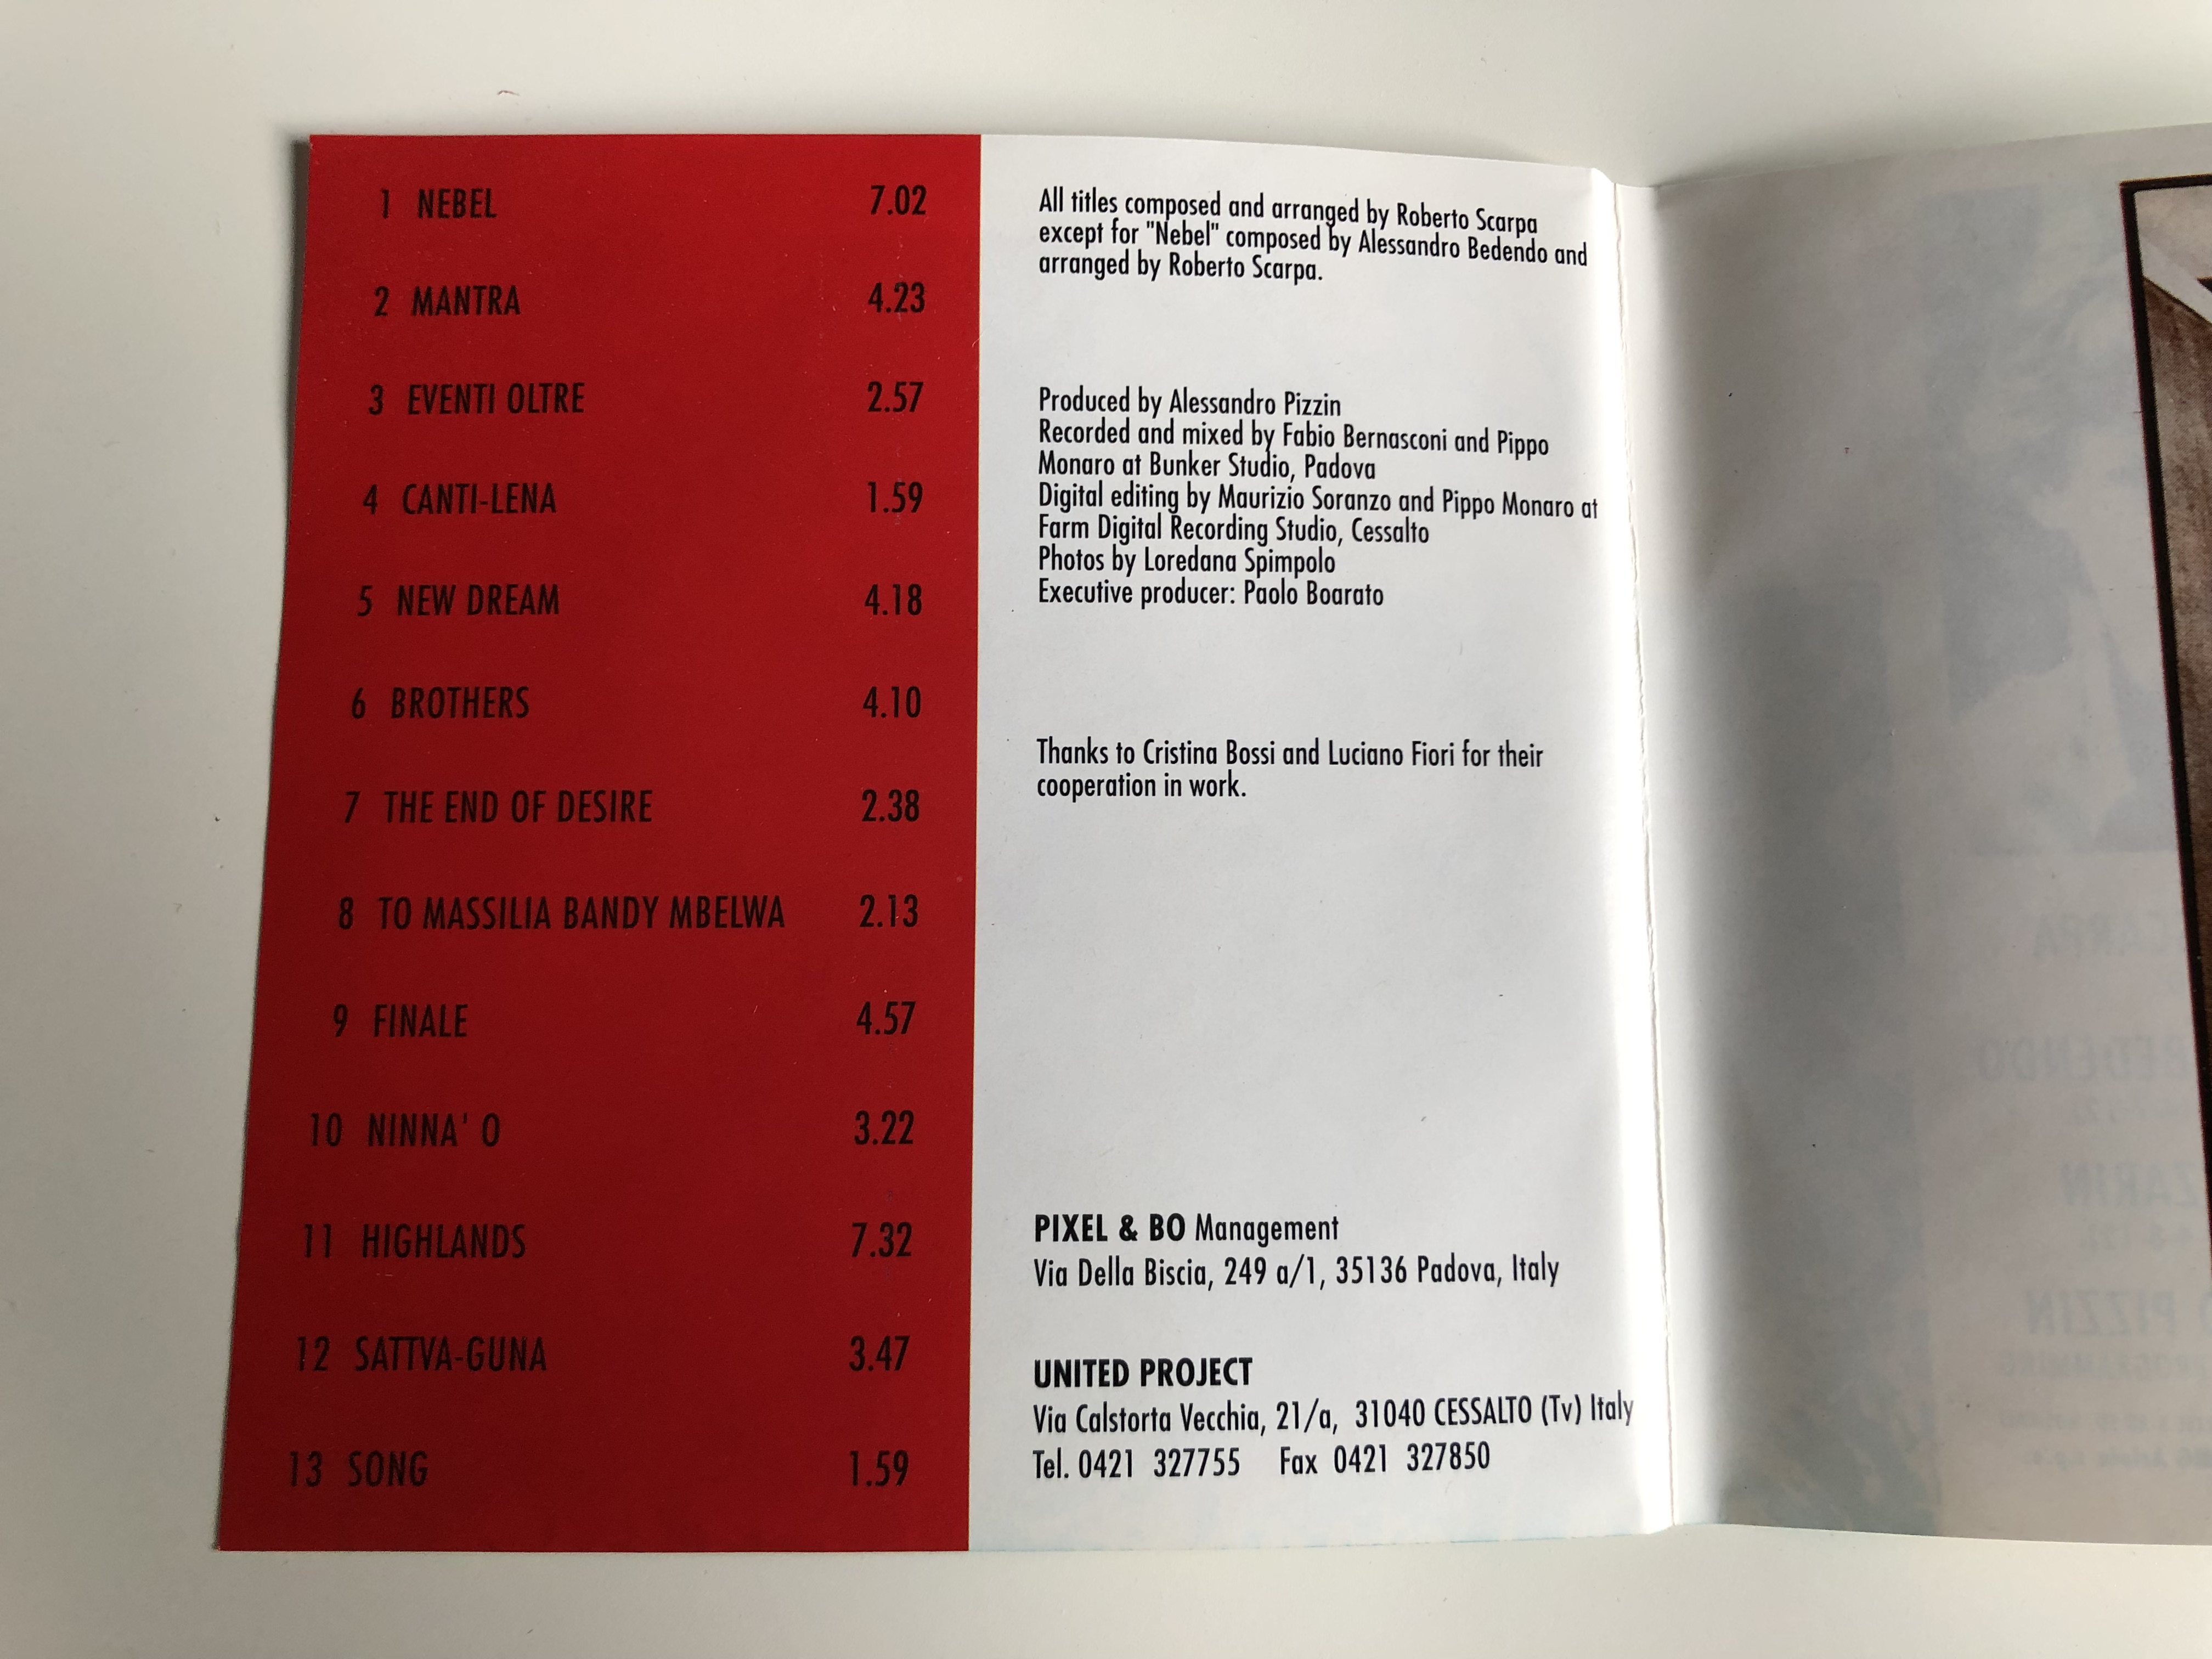 1 NEBEL 7.02
2 MANTRA 4.23
3 EVENTI OLTRE 2.57
4 CANTI-LENA 1.59
5 NEW DREAM 4.18
6 BROTHERS 4.10
7 THE END OF DESIRE 2.38
8 TO MASSILIA BANDY MBELWA 2.13
9 FINALE 4.57
10 NINNA' O 3.22
11 HIGHLANDS 7.32
12 SATTVA-GUNA 3.47
13 SONG 1.59
All titles composed and arranged by Roberto Scarpa
except for "Nebel" composed by Alessandro Bedendo and
arranged by Roberto Scarpa.
Produced by Alessandro Pizzin
Recorded and mixed by Fabio Bernasconi and Pippo
Monaro at Bunker Studio, Padova
Digital editing by Maurizio Soranzo and Pippo Monaro at
Farm Digital Recording Studio, Cessalto
Photos by Loredana Spimpolo
Executive producer: Paolo Boarato
Thanks to Cristina Bossi and Luciano Fiori for their
cooperation in work.
PIXEL & BO Management
Via Della Biscia, 249 a/1, 35136 Padova, Italy
UNITED PROJECT
Via Calstorta Vecchia, 21/a, 31040 CESSALTO (Tv) Italy
Tel. 0421 327755 Fax 0421 327850